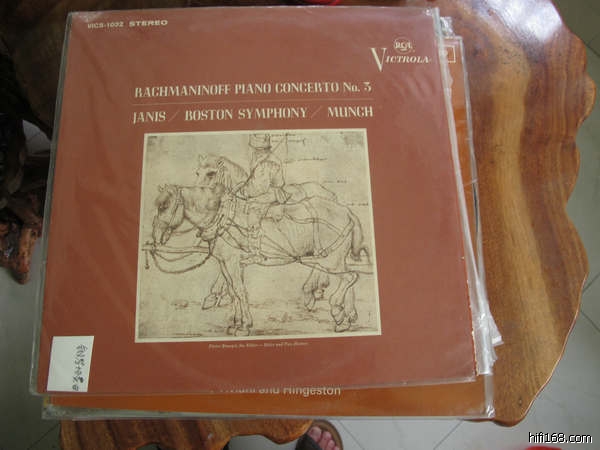 VICS-1032 STEREO
RCA
VICTROLA
RACHMANINOFF PIANO CONCERTO No. 3
JANIS / BOSTON SYMPHONY / MUNCH
and Hingeston
hifi168.com